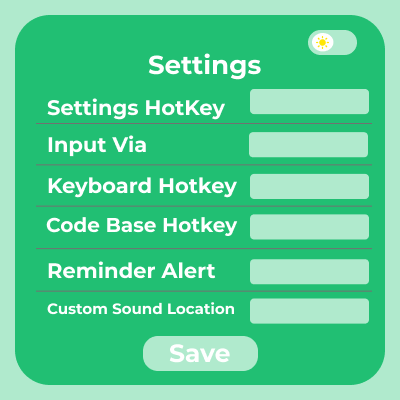 Settings
Settings HotKey
Input Via
Keyboard Hotkey
Code Base Hotkey
Reminder Alert
Custom Sound Location
Save